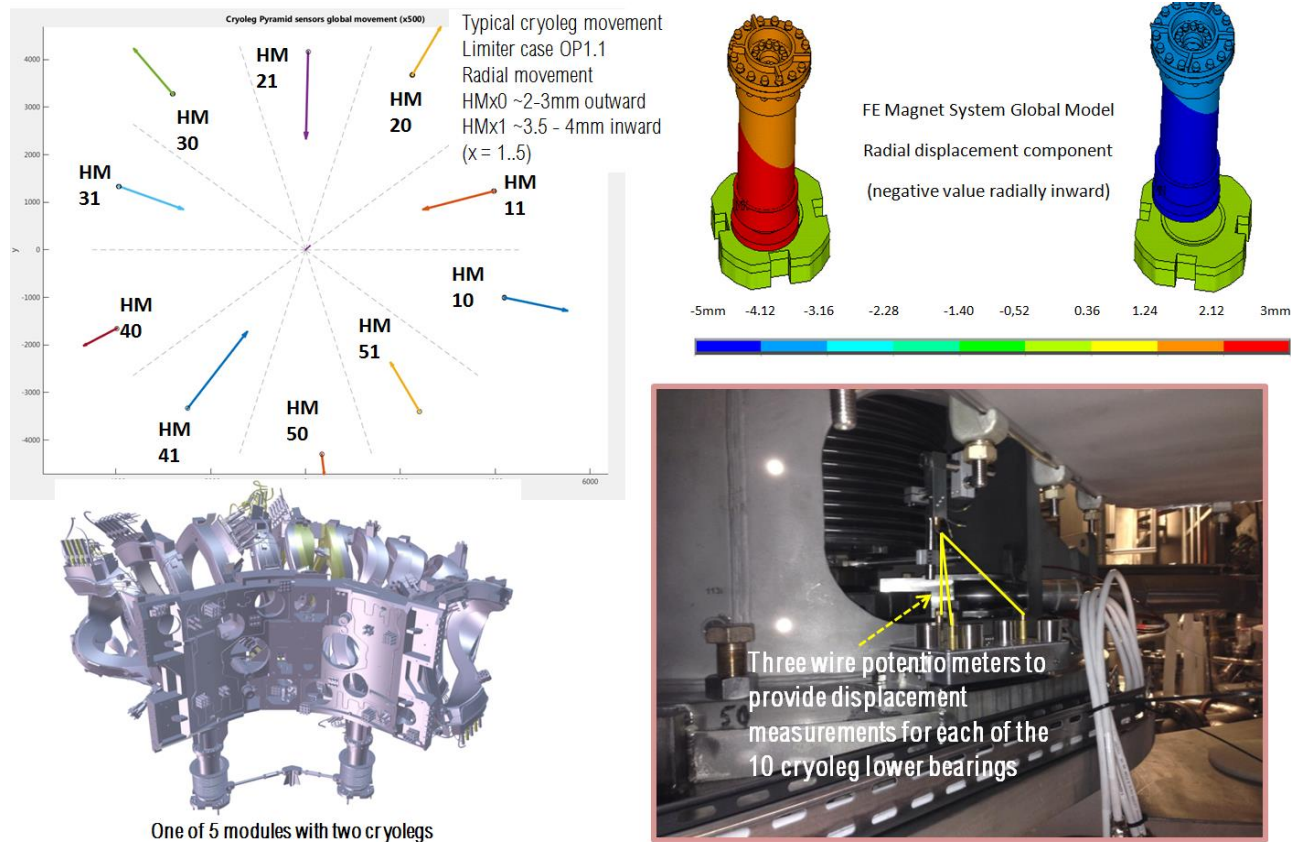 Cryoleg Pyramid sensors global movement (x500)
4000
3000
2000
1000
0
-1000
-2000
-3000
-4000
y
6000
HM
21
HM
20
HM
30
HM
31
HM
11
HM
10
HM
40
HM
51
HM
41
HM
50
Typical cryoleg movement
Limiter case OP1.1
Radial movement
HMx0 ~2-3mm outward
HMx1 ~3.5 - 4mm inward
(x = 1..5)
FE Magnet System Global Model
Radial displacement component
(negative value radially inward)
-5mm -4.12 -3.16 -2.28 -1.40 -0,52 0.36 1.24 2.12 3mm
One of 5 modules with two cryolegs
50
Three wire potentio meters to
provide displacement
measurements for each of the
10 cryoleg lower bearings